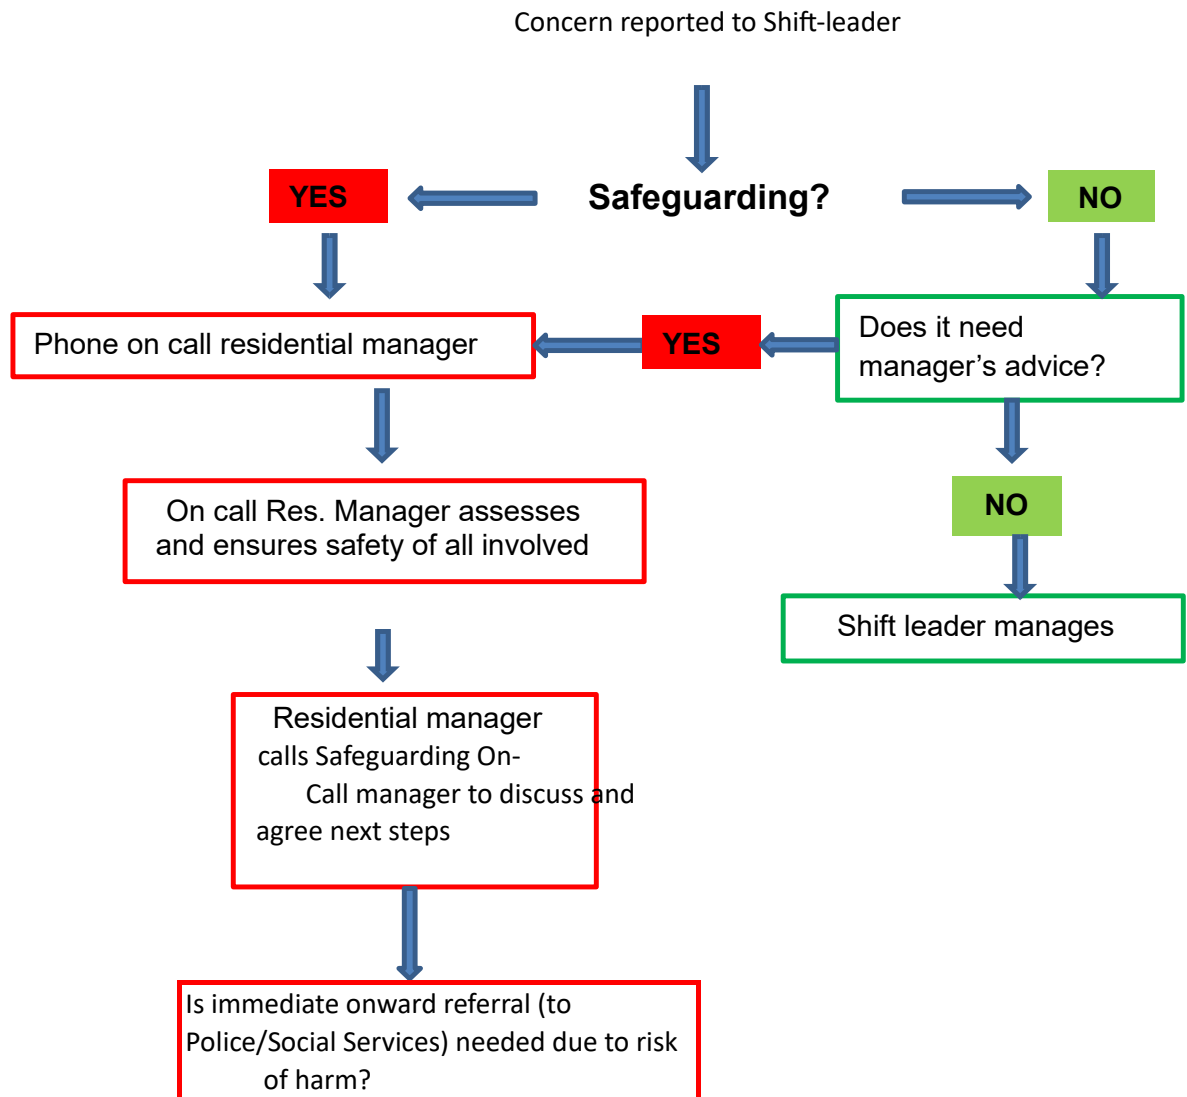 Concern reported to Shift-leader
YES
Safeguarding?
NO
Phone on call residential manager
YES
Does it need
manager’s advice?
On call Res. Manager assesses
and ensures safety of all involved
NO
Shift leader manages
Residential manager
calls Safeguarding On-
Call manager to discuss and
agree next steps
Is immediate onward referral (to
Police/Social Services) needed due to risk
of harm?